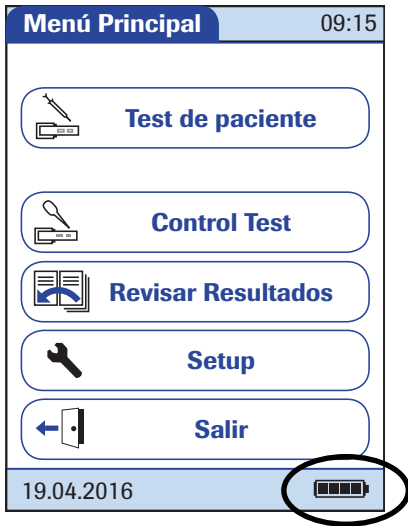 Menú Principal 09:15
Test de paciente
Control Test
Revisar Resultados
Setup
Salir
19.04.2016